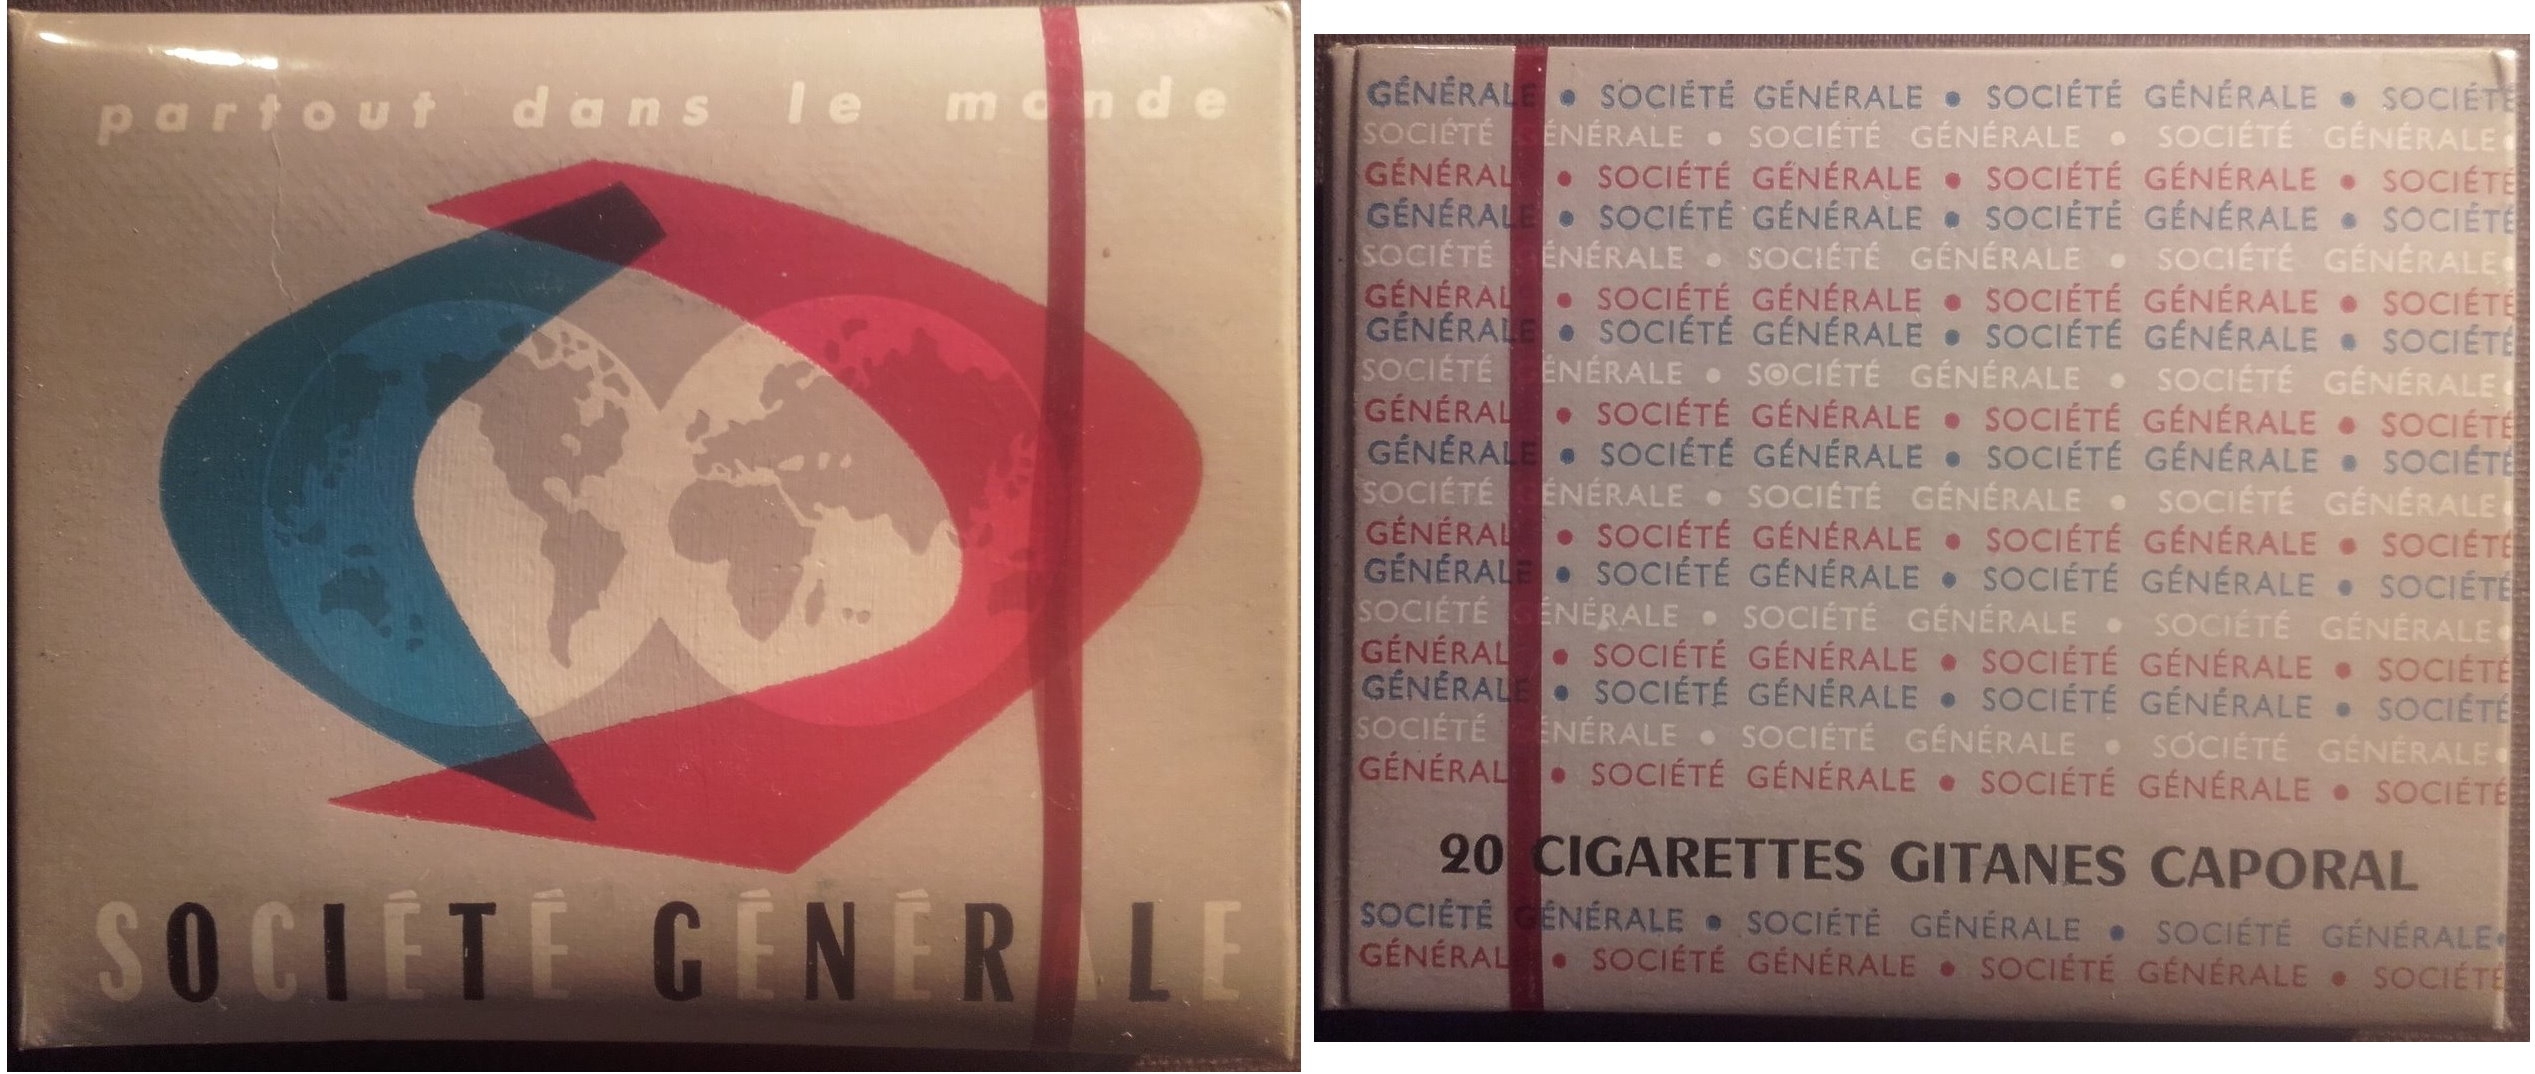 partout dans le monde
SOCIÉTÉ GÉNÉRALE
GÉNÉRALE • SOCIÉTÉ GÉNÉRALE • SOCIÉTÉ GÉNÉRALE • SOCIÉTÉ
SOCIÉTÉ GÉNÉRALE • SOCIÉTÉ GÉNÉRALE • SOCIÉTÉ GÉNÉRALE •
GÉNÉRALE • SOCIÉTÉ GÉNÉRALE • SOCIÉTÉ GÉNÉRALE • SOCIÉTÉ
GÉNÉRALE • SOCIÉTÉ GÉNÉRALE • SOCIÉTÉ GÉNÉRALE • SOCIÉTÉ
SOCIÉTÉ GÉNÉRALE • SOCIÉTÉ GÉNÉRALE • SOCIÉTÉ GÉNÉRALE •
GÉNÉRALE • SOCIÉTÉ GÉNÉRALE • SOCIÉTÉ GÉNÉRALE • SOCIÉTÉ
GÉNÉRALE • SOCIÉTÉ GÉNÉRALE • SOCIÉTÉ GÉNÉRALE • SOCIÉTÉ
SOCIÉTÉ GÉNÉRALE • SOCIÉTÉ GÉNÉRALE • SOCIÉTÉ GÉNÉRALE •
GÉNÉRALE • SOCIÉTÉ GÉNÉRALE • SOCIÉTÉ GÉNÉRALE • SOCIÉTÉ
GÉNÉRALE • SOCIÉTÉ GÉNÉRALE • SOCIÉTÉ GÉNÉRALE • SOCIÉTÉ
SOCIÉTÉ GÉNÉRALE • SOCIÉTÉ GÉNÉRALE • SOCIÉTÉ GÉNÉRALE •
GÉNÉRALE • SOCIÉTÉ GÉNÉRALE • SOCIÉTÉ GÉNÉRALE • SOCIÉTÉ
GÉNÉRALE • SOCIÉTÉ GÉNÉRALE • SOCIÉTÉ GÉNÉRALE • SOCIÉTÉ
SOCIÉTÉ GÉNÉRALE • SOCIÉTÉ GÉNÉRALE • SOCIÉTÉ GÉNÉRALE •
GÉNÉRALE • SOCIÉTÉ GÉNÉRALE • SOCIÉTÉ GÉNÉRALE • SOCIÉTÉ
GÉNÉRALE • SOCIÉTÉ GÉNÉRALE • SOCIÉTÉ GÉNÉRALE • SOCIÉTÉ
SOCIÉTÉ GÉNÉRALE • SOCIÉTÉ GÉNÉRALE • SOCIÉTÉ GÉNÉRALE •
GÉNÉRALE • SOCIÉTÉ GÉNÉRALE • SOCIÉTÉ GÉNÉRALE • SOCIÉTÉ
20 CIGARETTES GITANES CAPORAL
SOCIÉTÉ GÉNÉRALE • SOCIÉTÉ GÉNÉRALE • SOCIÉTÉ GÉNÉRALE •
GÉNÉRALE • SOCIÉTÉ GÉNÉRALE • SOCIÉTÉ GÉNÉRALE • SOCIÉTÉ